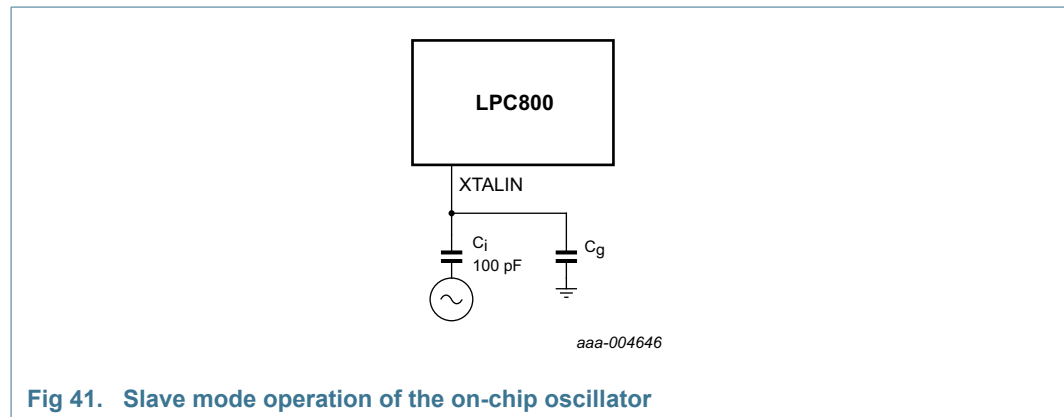 LPC800
XTALIN
Ci
100 pF
Cg
aaa-004646
Fig 41. Slave mode operation of the on-chip oscillator